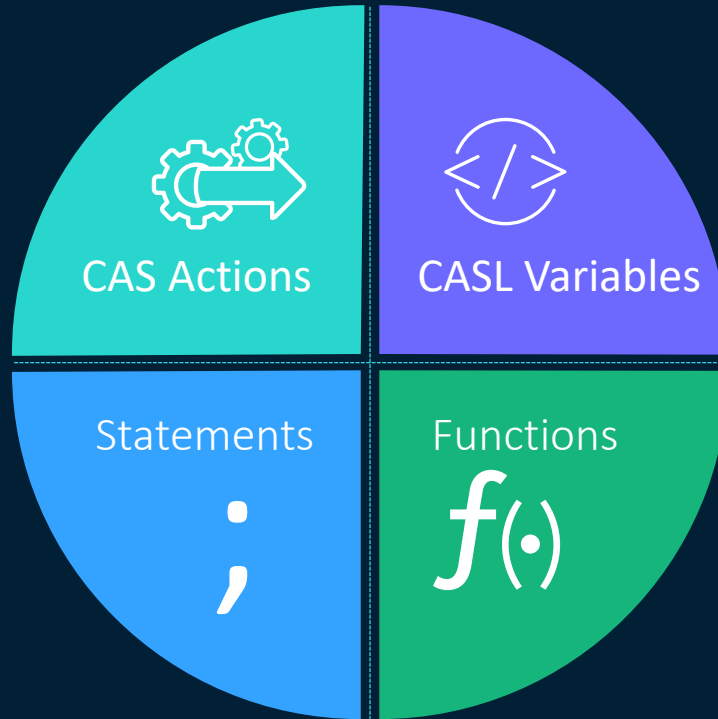 CAS Actions
CASL Variables
Statements
;
Functions
f(·)